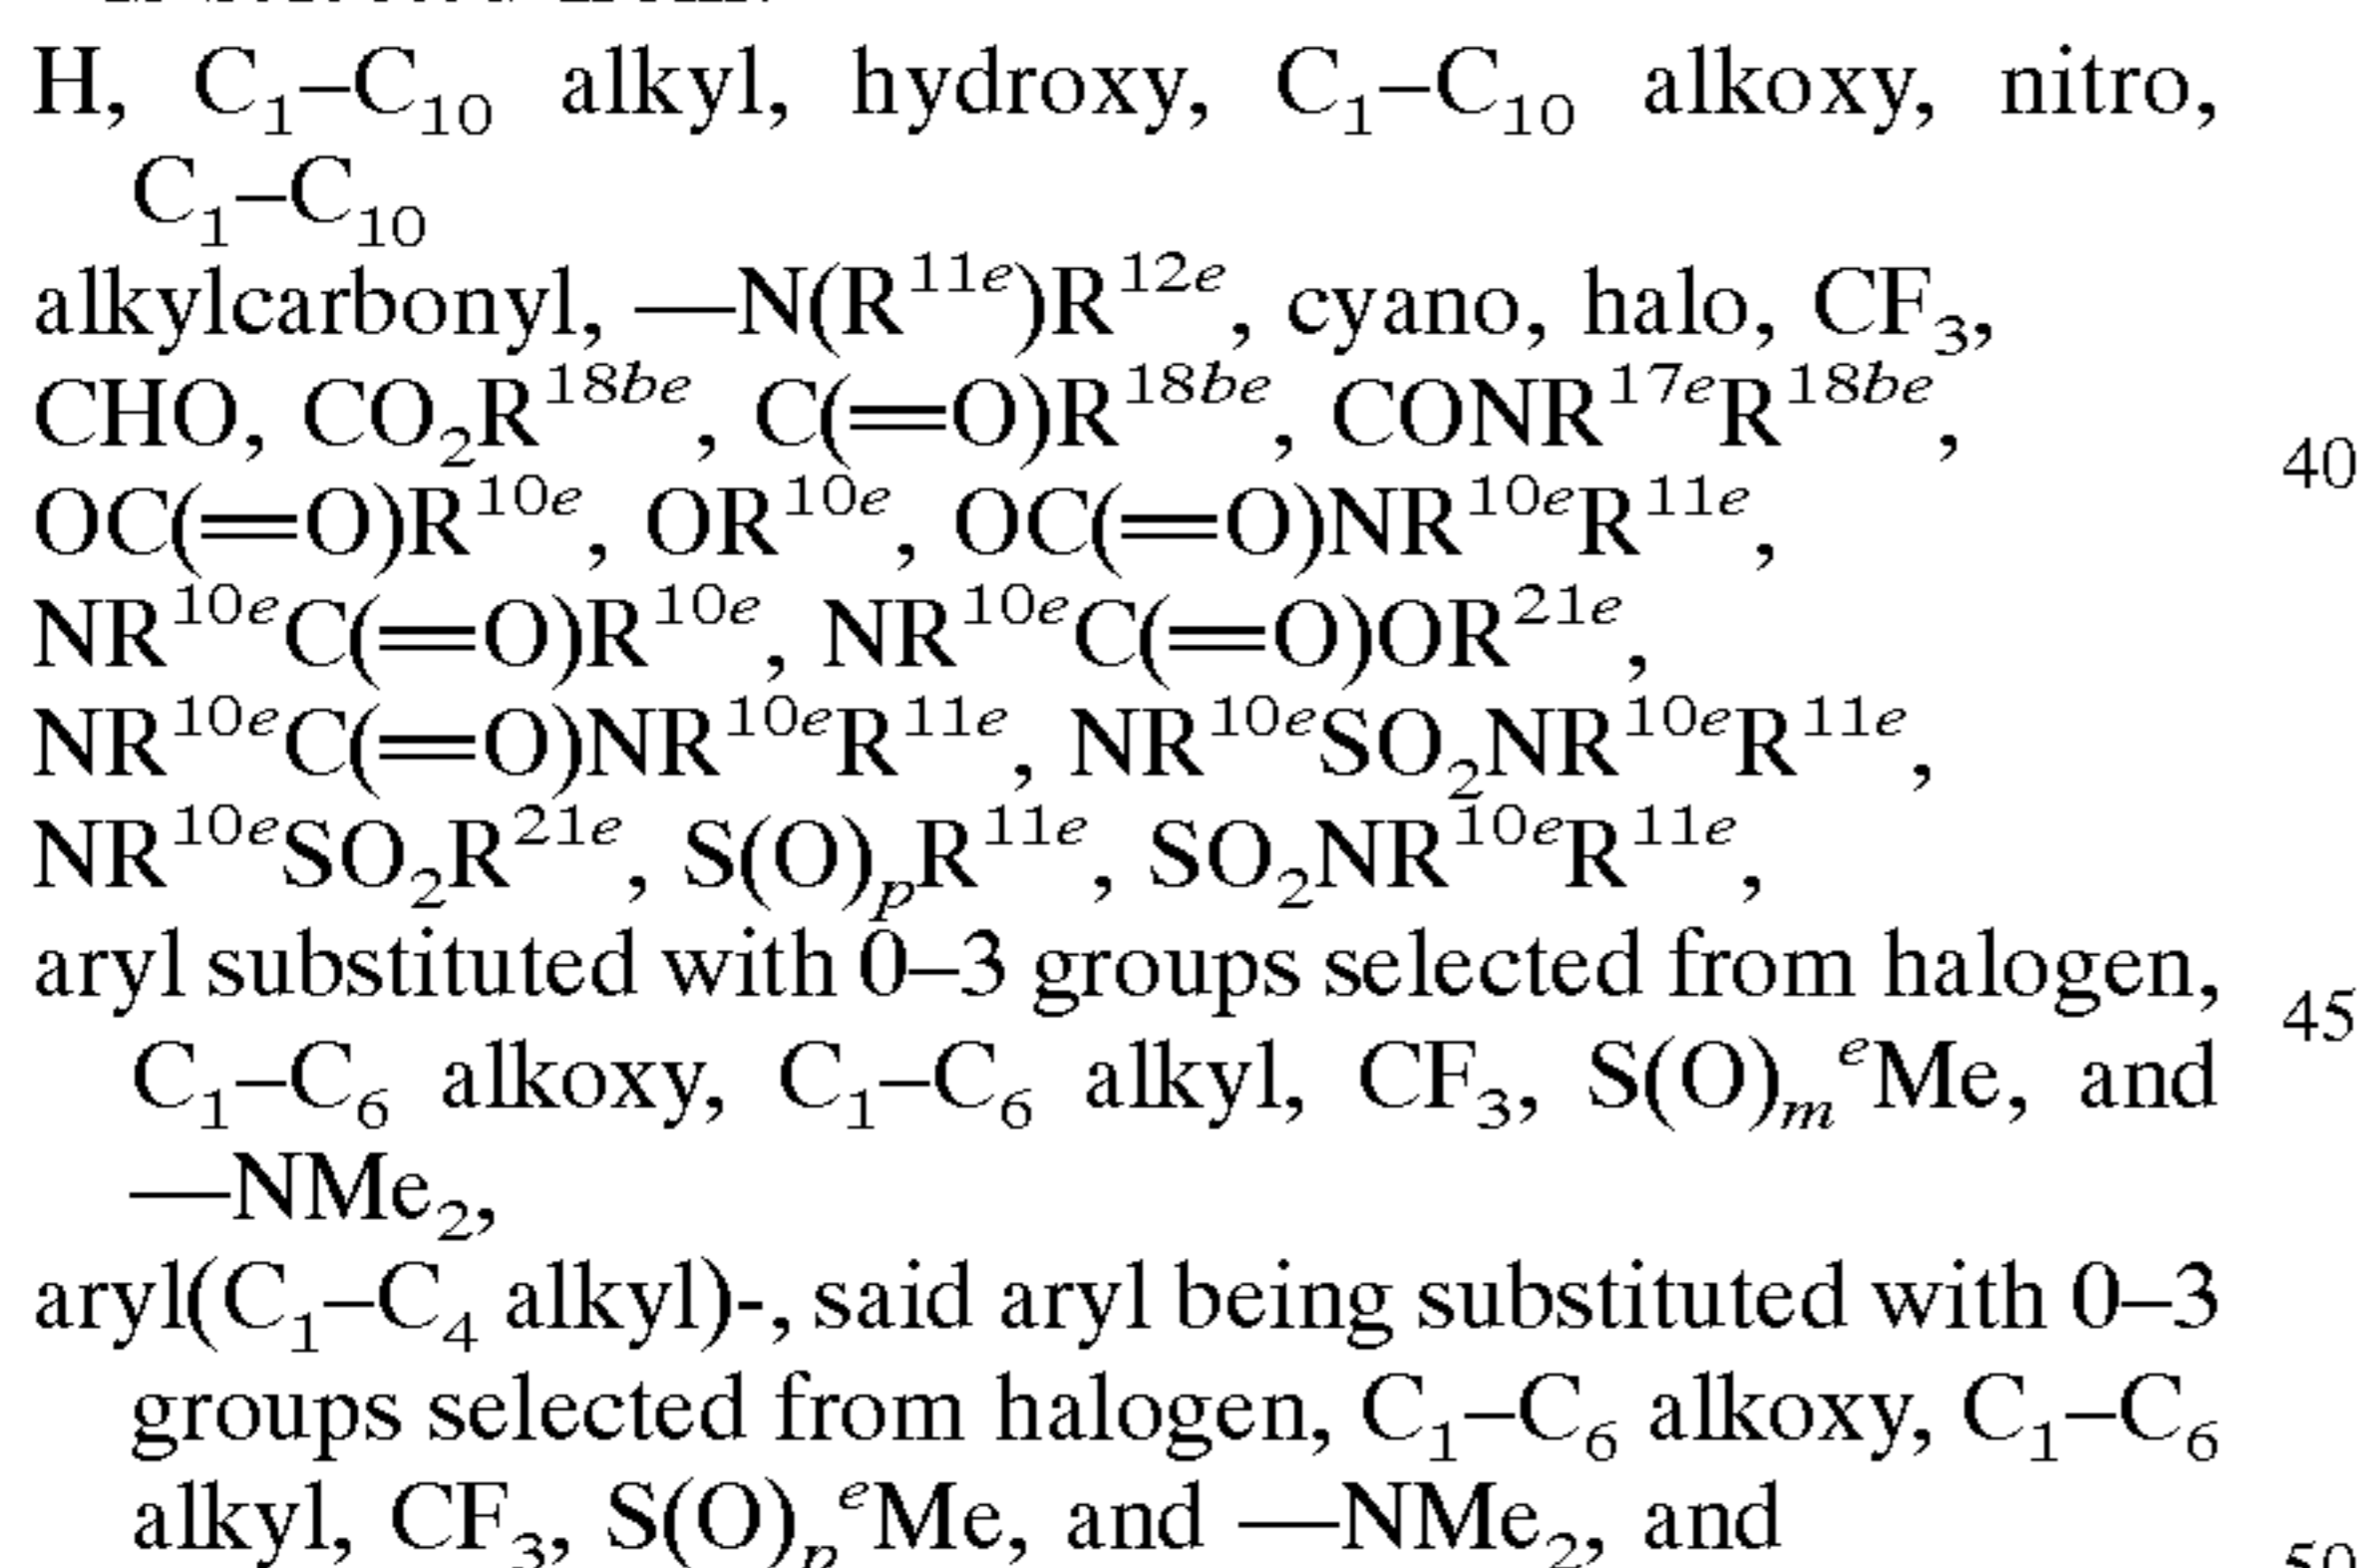 H, C₁–C₁₀ alkyl, hydroxy, C₁–C₁₀ alkoxy, nitro,
C₁–C₁₀
alkylcarbonyl, —N(R¹¹ᵉ)R¹²ᵉ, cyano, halo, CF₃,
CHO, CO₂R¹⁸ᵇᵉ, C(=O)R¹⁸ᵇᵉ, CONR¹⁷ᵉR¹⁸ᵇᵉ, 40
OC(=O)R¹⁰ᵉ, OR¹⁰ᵉ, OC(=O)NR¹⁰ᵉR¹¹ᵉ,
NR¹⁰ᵉC(=O)R¹⁰ᵉ, NR¹⁰ᵉC(=O)OR²¹ᵉ,
NR¹⁰ᵉC(=O)NR¹⁰ᵉR¹¹ᵉ, NR¹⁰ᵉSO₂NR¹⁰ᵉR¹¹ᵉ,
NR¹⁰ᵉSO₂R²¹ᵉ, S(O)ₚR¹¹ᵉ, SO₂NR¹⁰ᵉR¹¹ᵉ,
aryl substituted with 0–3 groups selected from halogen, 45
C₁–C₆ alkoxy, C₁–C₆ alkyl, CF₃, S(O)ₘᵉMe, and
—NMe₂,
aryl(C₁–C₄ alkyl)-, said aryl being substituted with 0–3
groups selected from halogen, C₁–C₆ alkoxy, C₁–C₆
alkyl, CF₃, S(O)ₚᵉMe, and —NMe₂, and 50